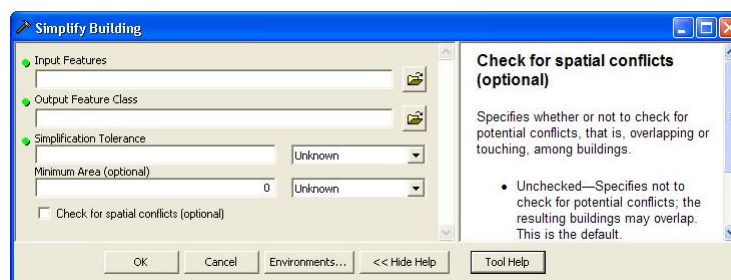 Simplify Building
Input Features
Output Feature Class
Simplification Tolerance
Unknown
Minimum Area (optional)
0
Unknown
Check for spatial conflicts (optional)
Check for spatial conflicts
(optional)
Specifies whether or not to check for
potential conflicts, that is, overlapping or
touching, among buildings.
• Unchecked—Specifies not to
check for potential conflicts; the
resulting buildings may overlap.
This is the default.
OK
Cancel
Environments...
<< Hide Help
Tool Help